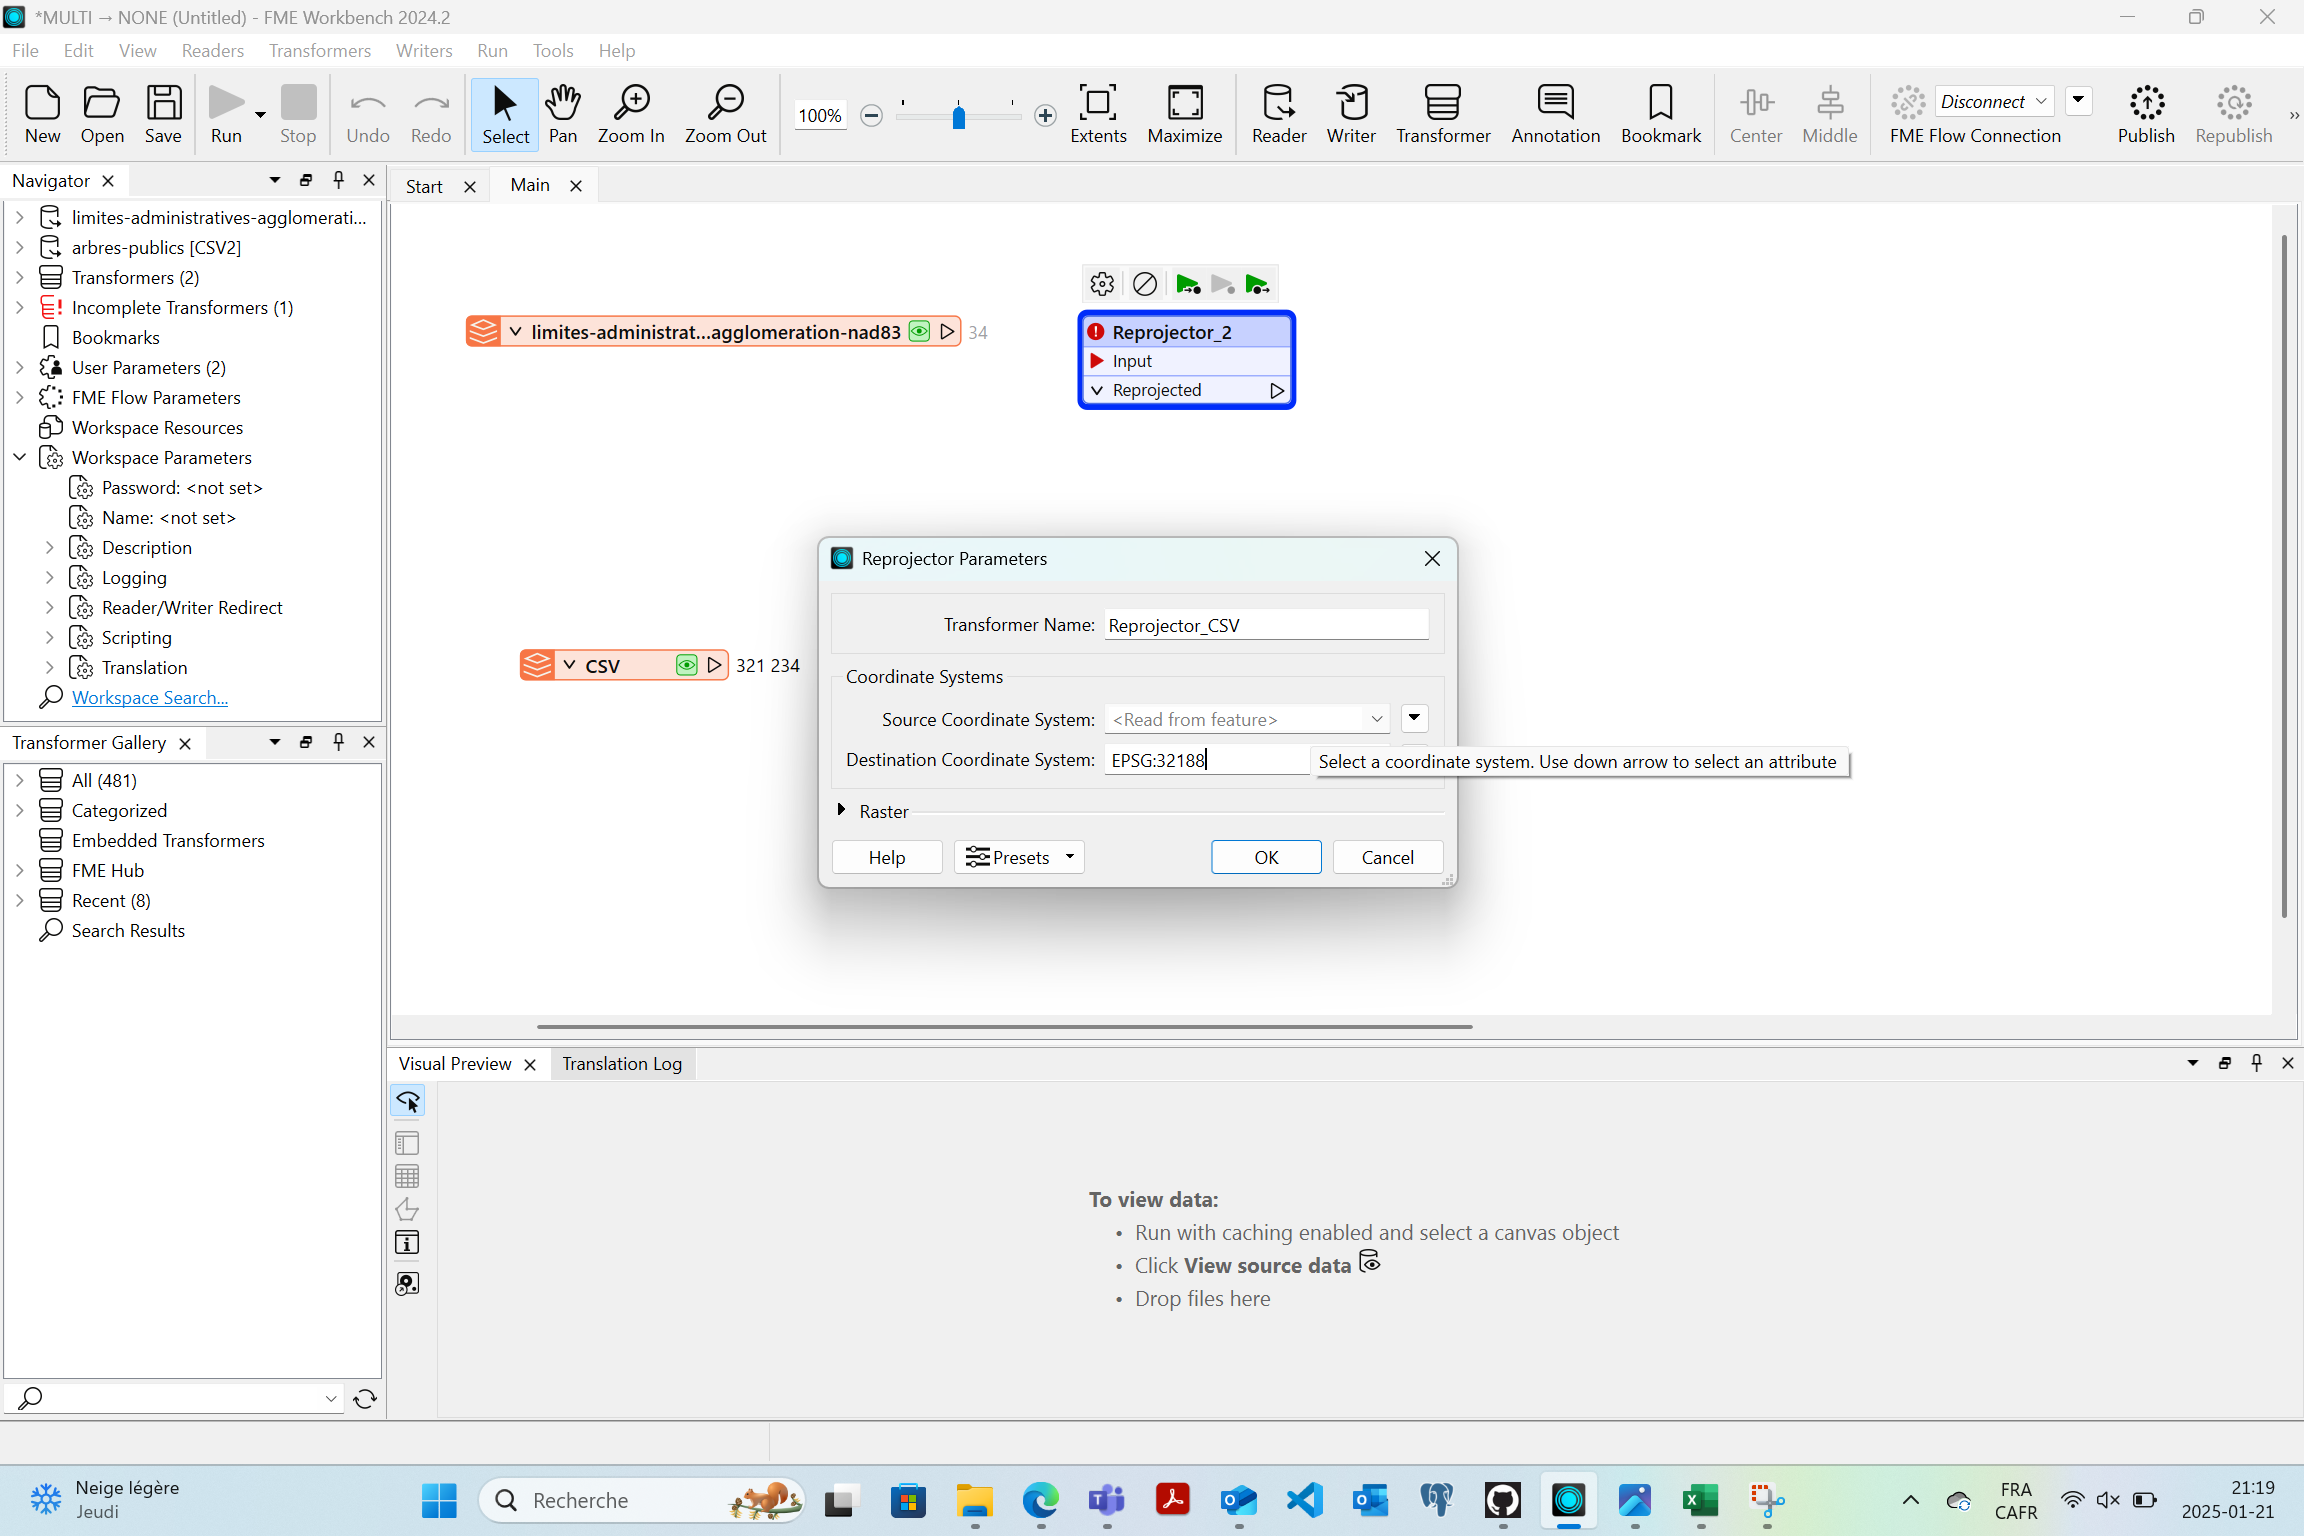 *MULTI → NONE (Untitled) - FME Workbench 2024.2
File Edit View Readers Transformers Writers Run Tools Help
New Open Save Run Stop Undo Redo Select Pan Zoom In Zoom Out 100% Extents Maximize Reader Writer Transformer Annotation Bookmark Center Middle Disconnect FME Flow Connection Publish Republish »
Navigator
limites-administratives-agglomerati...
arbres-publics [CSV2]
Transformers (2)
Incomplete Transformers (1)
Bookmarks
User Parameters (2)
FME Flow Parameters
Workspace Resources
Workspace Parameters
Password: <not set>
Name: <not set>
Description
Logging
Reader/Writer Redirect
Scripting
Translation
Workspace Search...
Transformer Gallery
All (481)
Categorized
Embedded Transformers
FME Hub
Recent (8)
Search Results
Start Main
limites-administrat...agglomeration-nad83 34
Reprojector_2
Input
Reprojected
CSV 321 234
Reprojector Parameters
Transformer Name: Reprojector_CSV
Coordinate Systems
Source Coordinate System: <Read from feature>
Destination Coordinate System: EPSG:32188
Select a coordinate system. Use down arrow to select an attribute
Raster
Help Presets OK Cancel
Visual Preview Translation Log
To view data:
• Run with caching enabled and select a canvas object
• Click View source data
• Drop files here
Neige légère
Jeudi
Recherche
FRA
CAFR
21:19
2025-01-21